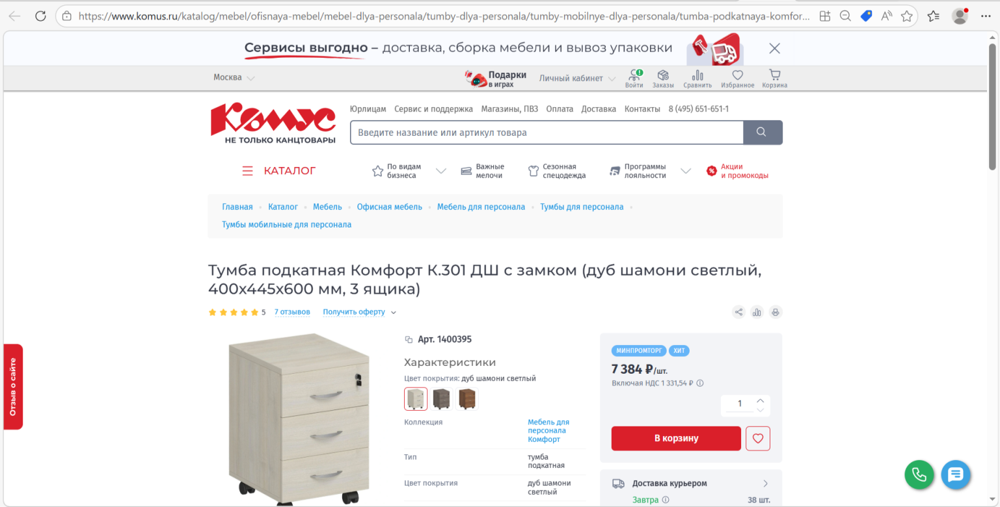 https://www.komus.ru/katalog/mebel/ofisnaya-mebel/mebel-dlya-personala/tumby-dlya-personala/tumby-mobilnye-dlya-personala/tumba-podkatnaya-komfor...
Сервисы выгодно – доставка, сборка мебели и вывоз упаковки
Москва
Подарки
в играх
Личный кабинет
Войти
Заказы
Сравнить
Избранное
Корзина
Комус
НЕ ТОЛЬКО КАНЦТОВАРЫ
Юрлицам Сервис и поддержка Магазины, ПВЗ Оплата Доставка Контакты 8 (495) 651-651-1
Введите название или артикул товара
КАТАЛОГ
По видам
бизнеса
Важные
мелочи
Сезонная
спецодежда
Программы
лояльности
Акции
и промокоды
Главная Каталог Мебель Офисная мебель Мебель для персонала Тумбы для персонала
Тумбы мобильные для персонала
Тумба подкатная Комфорт К.301 ДШ с замком (дуб шамони светлый,
400х445х600 мм, 3 ящика)
5 7 отзывов Получить оферту
Отзыв о сайте
Арт. 1400395
Характеристики
Цвет покрытия: дуб шамони светлый
Коллекция
Мебель для
персонала
Комфорт
Тип
тумба
подкатная
Цвет покрытия
дуб шамони
светлый
МИНПРОМТОРГ ХИТ
7 384 ₽/шт.
Включая НДС 1 331,54 ₽
1
В корзину
Доставка курьером
Завтра 38 шт.